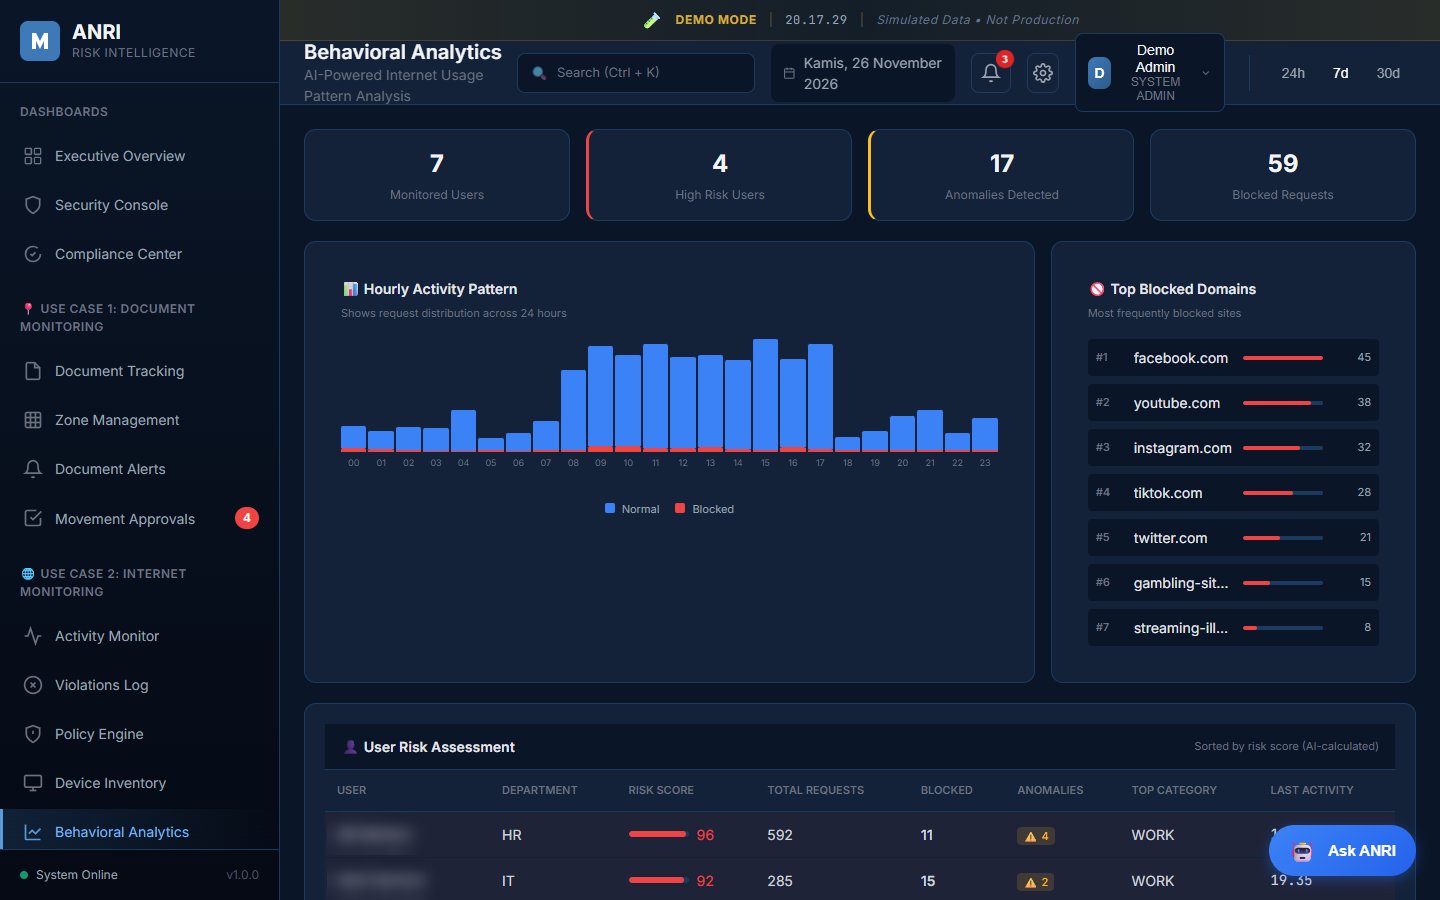 M
ANRI
RISK INTELLIGENCE
DASHBOARDS
Executive Overview
Security Console
Compliance Center
USE CASE 1: DOCUMENT
MONITORING
Document Tracking
Zone Management
Document Alerts
Movement Approvals 4
USE CASE 2: INTERNET
MONITORING
Activity Monitor
Violations Log
Policy Engine
Device Inventory
Behavioral Analytics
System Online v1.0.0
DEMO MODE 20.17.29 Simulated Data • Not Production
Behavioral Analytics
AI-Powered Internet Usage
Pattern Analysis
Search (Ctrl + K)
Kamis, 26 November
2026
3
D
Demo
Admin
SYSTEM
ADMIN
24h 7d 30d
7
Monitored Users
4
High Risk Users
17
Anomalies Detected
59
Blocked Requests
Hourly Activity Pattern
Shows request distribution across 24 hours
00 01 02 03 04 05 06 07 08 09 10 11 12 13 14 15 16 17 18 19 20 21 22 23
Normal Blocked
Top Blocked Domains
Most frequently blocked sites
#1 facebook.com 45
#2 youtube.com 38
#3 instagram.com 32
#4 tiktok.com 28
#5 twitter.com 21
#6 gambling-sit... 15
#7 streaming-ill... 8
User Risk Assessment Sorted by risk score (AI-calculated)
USER DEPARTMENT RISK SCORE TOTAL REQUESTS BLOCKED ANOMALIES TOP CATEGORY LAST ACTIVITY
HR 96 592 11 4 WORK
IT 92 285 15 2 WORK 19.35
Ask ANRI